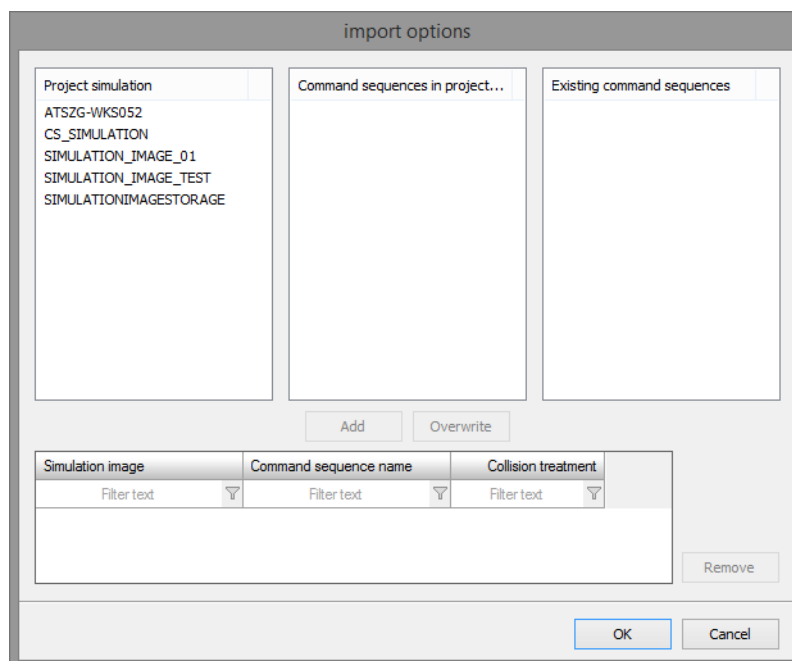 import options
Project simulation
Command sequences in project...
Existing command sequences
ATSZG-WKS052
CS_SIMULATION
SIMULATION_IMAGE_01
SIMULATION_IMAGE_TEST
SIMULATIONIMAGESTORAGE
Add
Overwrite
Simulation image
Command sequence name
Collision treatment
Filter text
Filter text
Filter text
Remove
OK
Cancel